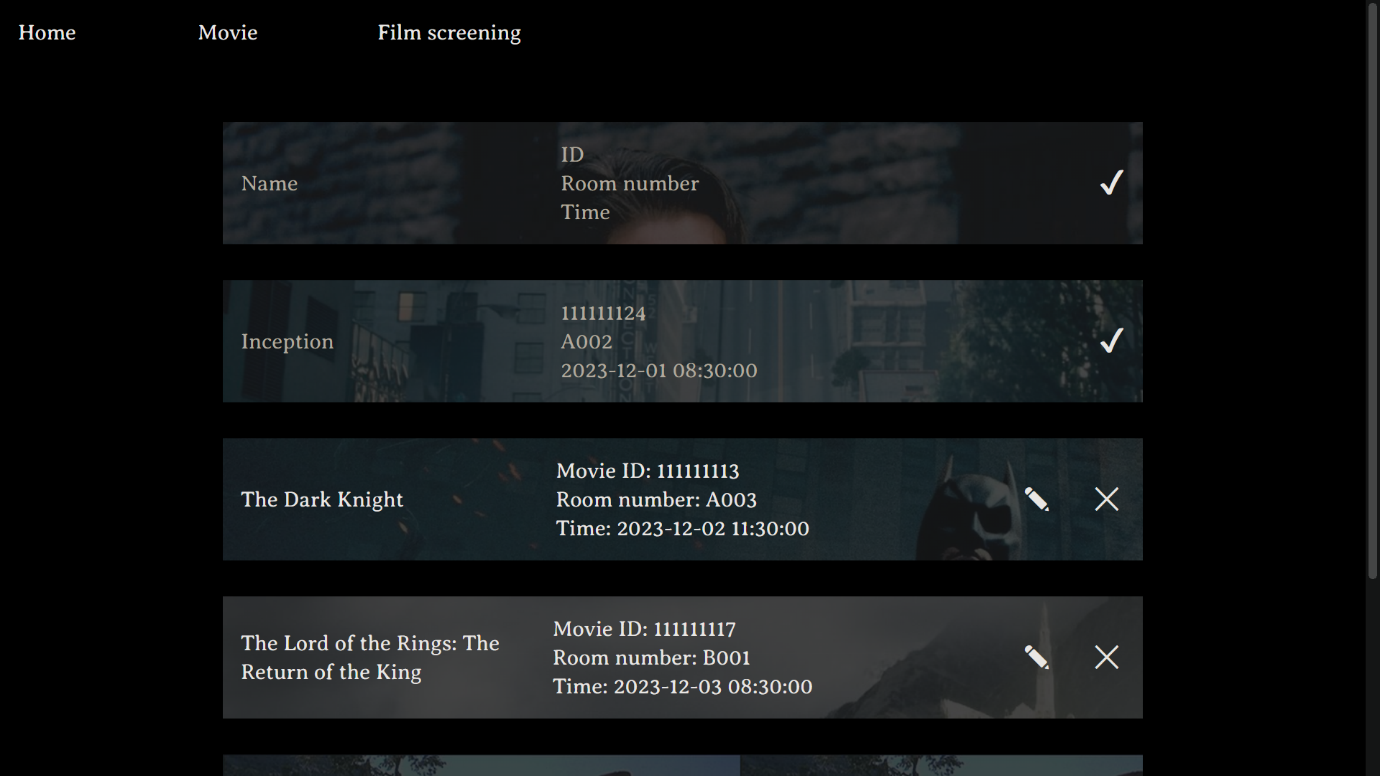 Home Movie Film screening
Name
ID
Room number
Time
Inception
111111124
A002
2023-12-01 08:30:00
The Dark Knight
Movie ID: 111111113
Room number: A003
Time: 2023-12-02 11:30:00
The Lord of the Rings: The
Return of the King
Movie ID: 111111117
Room number: B001
Time: 2023-12-03 08:30:00